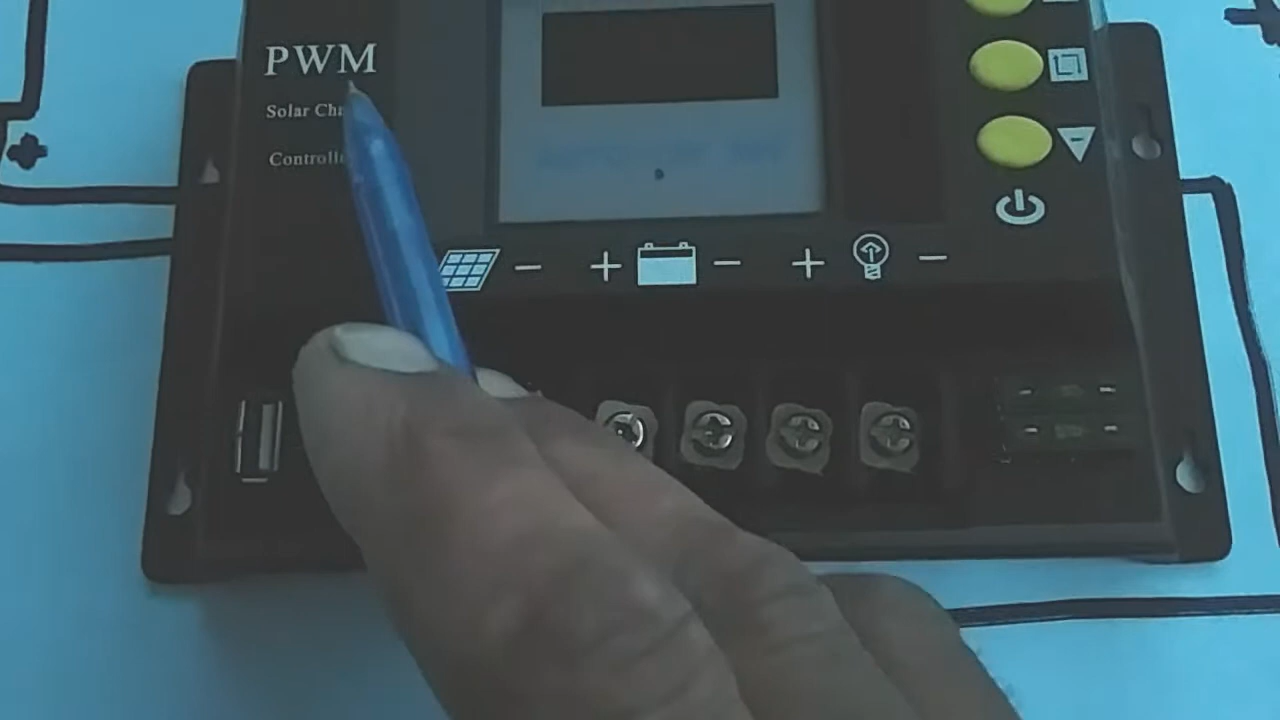 PWM
Solar Cha
Controlle
+ - + - + -